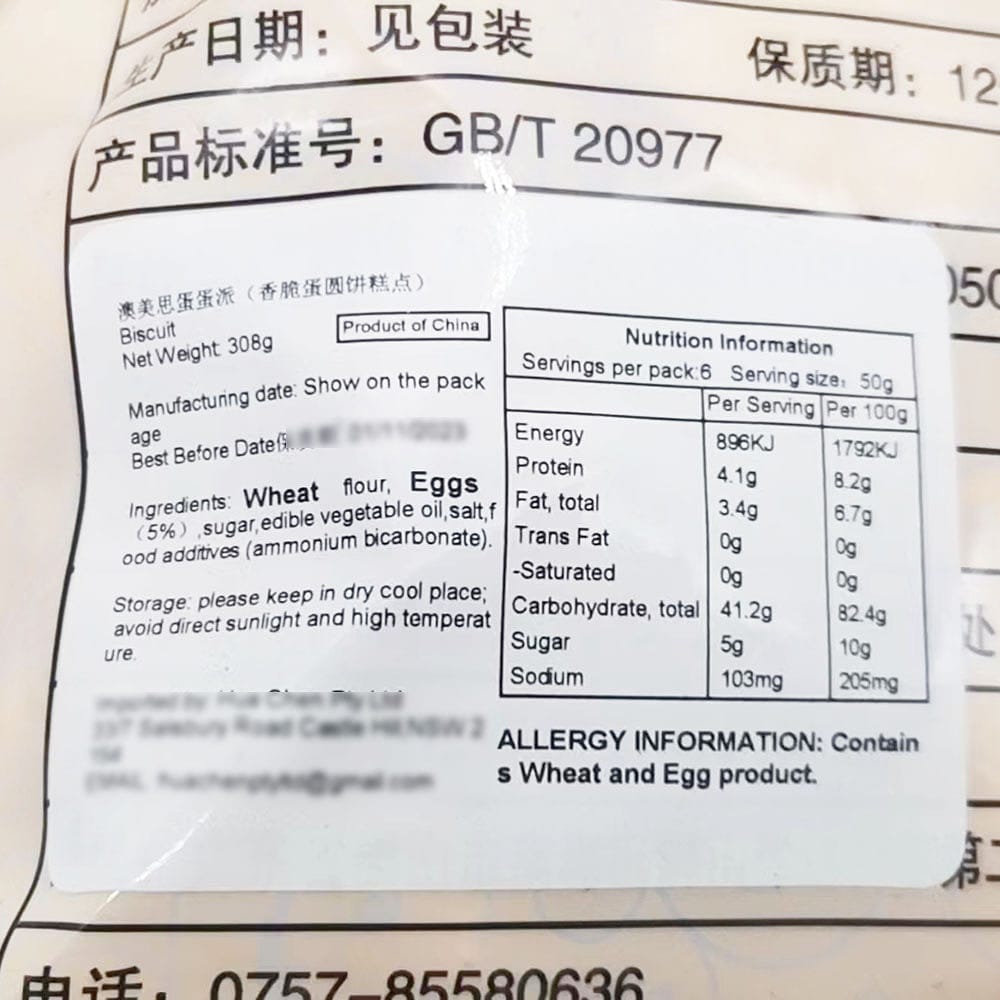 生产日期：见包装
保质期：12
产品标准号：GB/T 20977
澳美思蛋蛋派（香脆蛋圆饼糕点）
Biscuit
Net Weight: 308g
Product of China
Manufacturing date: Show on the pack
age
Best Before Date
Ingredients: Wheat flour, Eggs
（5%）,sugar,edible vegetable oil,salt,f
ood additives (ammonium bicarbonate).
Storage: please keep in dry cool place;
avoid direct sunlight and high temperat
ure.
Nutrition Information
Servings per pack:6 Serving size：50g
Per Serving Per 100g
Energy 896KJ 1792KJ
Protein 4.1g 8.2g
Fat, total 3.4g 6.7g
Trans Fat 0g 0g
-Saturated 0g 0g
Carbohydrate, total 41.2g 82.4g
Sugar 5g 10g
Sodium 103mg 205mg
ALLERGY INFORMATION: Contain
s Wheat and Egg product.
电话：0757-85580636